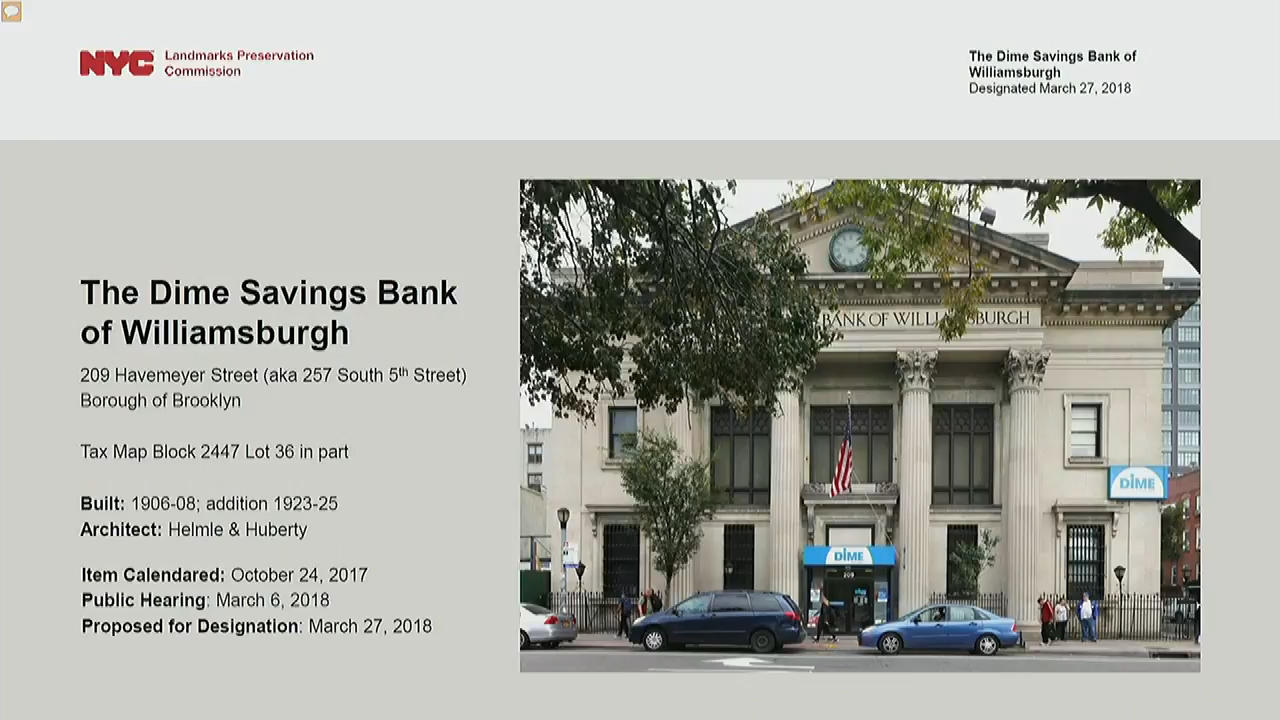 NYC Landmarks Preservation
Commission
The Dime Savings Bank of
Williamsburgh
Designated March 27, 2018
The Dime Savings Bank
of Williamsburgh
209 Havemeyer Street (aka 257 South 5th Street)
Borough of Brooklyn
Tax Map Block 2447 Lot 36 in part
Built: 1906-08; addition 1923-25
Architect: Helmle & Huberty
Item Calendared: October 24, 2017
Public Hearing: March 6, 2018
Proposed for Designation: March 27, 2018
BANK OF WILLIAMSBURGH
DIME
DIME
209